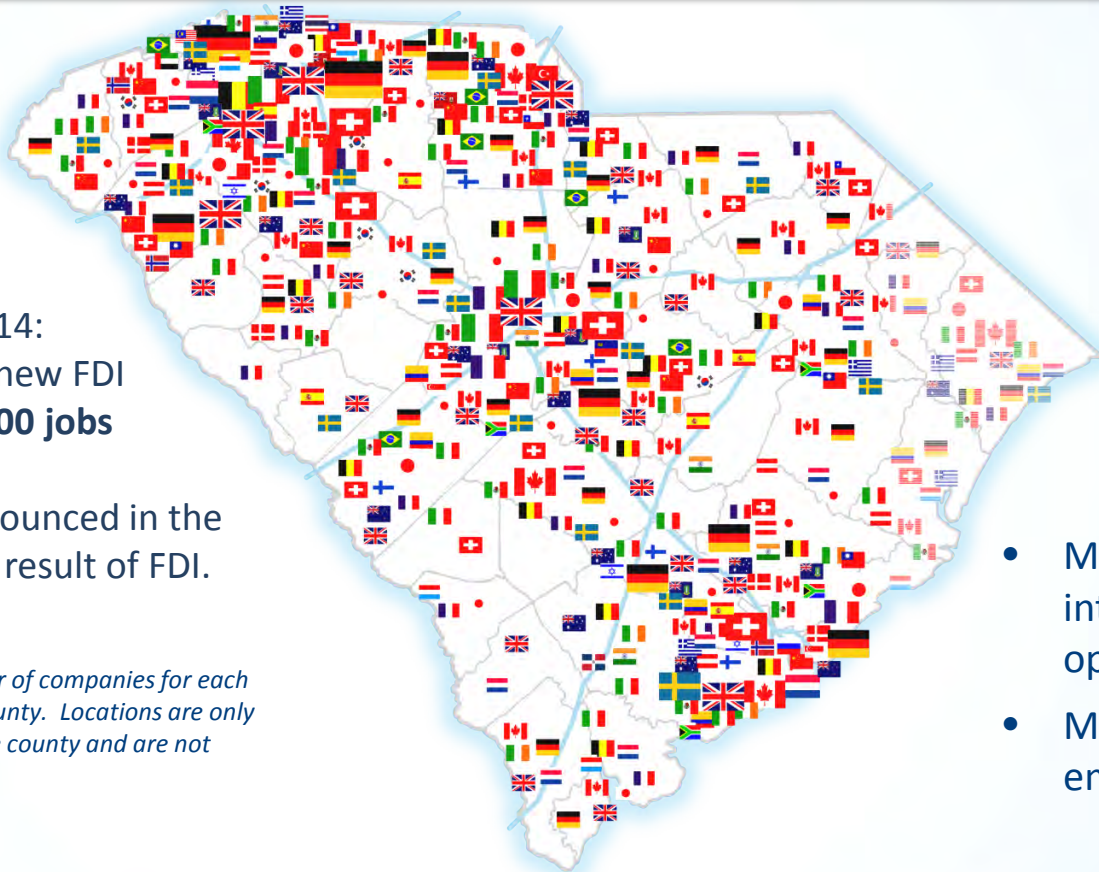 14:
new FDI
00 jobs
ounced in the
result of FDI.
r of companies for each
unty. Locations are only
county and are not
• M
int
op
• M
en